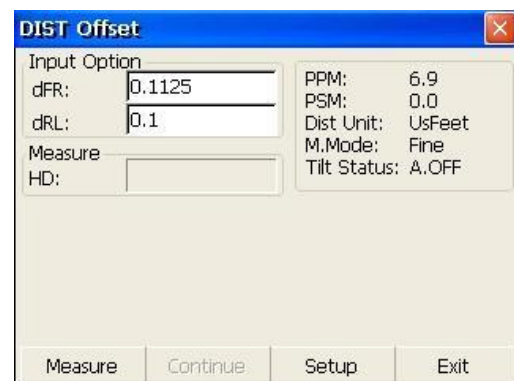 DIST Offset
Input Option
dFR: 0.1125
dRL: 0.1
Measure
HD:
PPM: 6.9
PSM: 0.0
Dist Unit: UsFeet
M.Mode: Fine
Tilt Status: A.OFF
Measure Continue Setup Exit